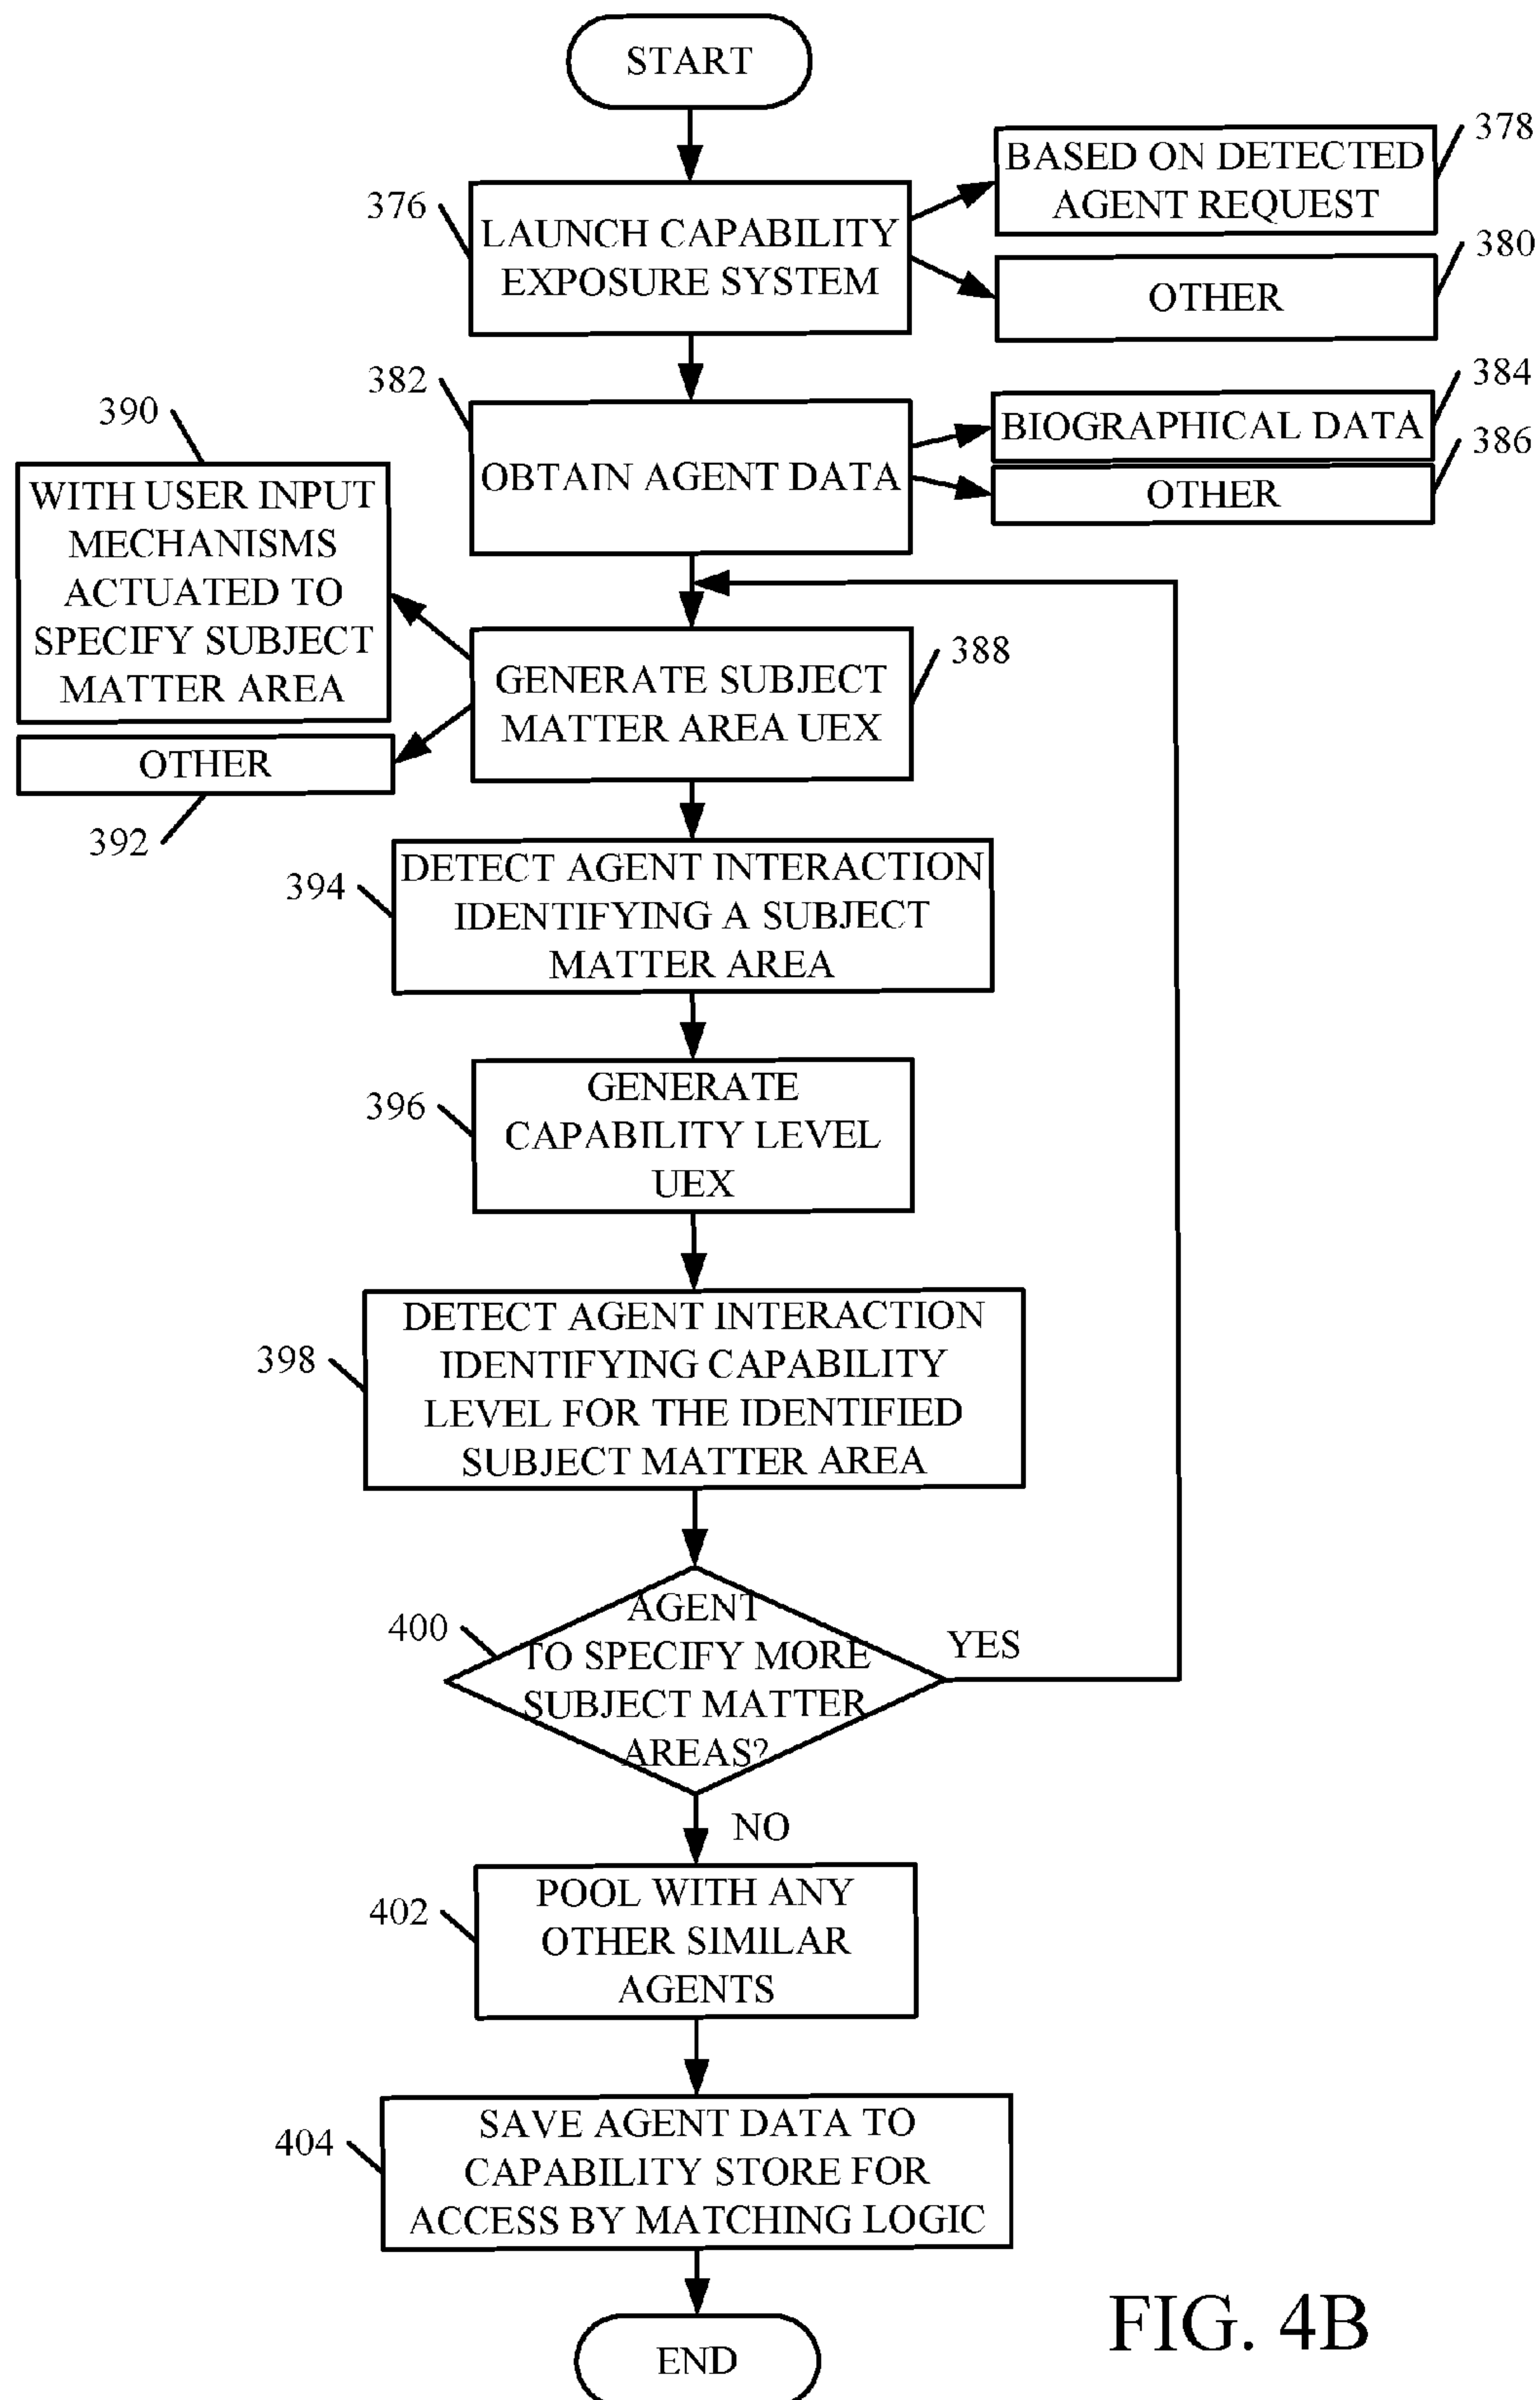 START
376
LAUNCH CAPABILITY
EXPOSURE SYSTEM
BASED ON DETECTED
AGENT REQUEST
378
OTHER
380
382
OBTAIN AGENT DATA
BIOGRAPHICAL DATA
384
OTHER
386
390
WITH USER INPUT
MECHANISMS
ACTUATED TO
SPECIFY SUBJECT
MATTER AREA
OTHER
392
GENERATE SUBJECT
MATTER AREA UEX
388
394
DETECT AGENT INTERACTION
IDENTIFYING A SUBJECT
MATTER AREA
396
GENERATE
CAPABILITY LEVEL
UEX
398
DETECT AGENT INTERACTION
IDENTIFYING CAPABILITY
LEVEL FOR THE IDENTIFIED
SUBJECT MATTER AREA
400
AGENT
TO SPECIFY MORE
SUBJECT MATTER
AREAS?
YES
NO
402
POOL WITH ANY
OTHER SIMILAR
AGENTS
404
SAVE AGENT DATA TO
CAPABILITY STORE FOR
ACCESS BY MATCHING LOGIC
END
FIG. 4B